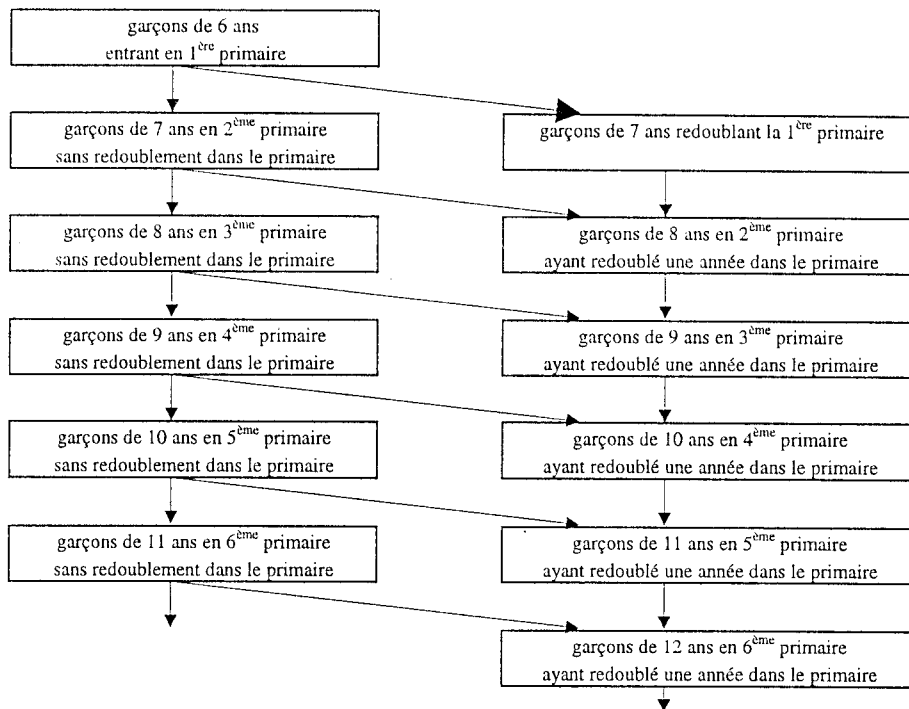 garçons de 6 ans
entrant en 1ère primaire
garçons de 7 ans en 2ème primaire
sans redoublement dans le primaire
garçons de 7 ans redoublant la 1ère primaire
garçons de 8 ans en 3ème primaire
sans redoublement dans le primaire
garçons de 8 ans en 2ème primaire
ayant redoublé une année dans le primaire
garçons de 9 ans en 4ème primaire
sans redoublement dans le primaire
garçons de 9 ans en 3ème primaire
ayant redoublé une année dans le primaire
garçons de 10 ans en 5ème primaire
sans redoublement dans le primaire
garçons de 10 ans en 4ème primaire
ayant redoublé une année dans le primaire
garçons de 11 ans en 6ème primaire
sans redoublement dans le primaire
garçons de 11 ans en 5ème primaire
ayant redoublé une année dans le primaire
garçons de 12 ans en 6ème primaire
ayant redoublé une année dans le primaire